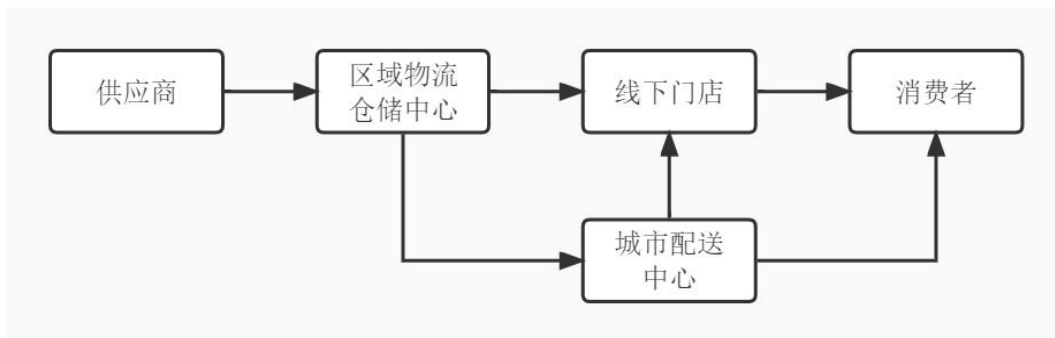 供应商
区域物流
仓储中心
线下门店
消费者
城市配送
中心